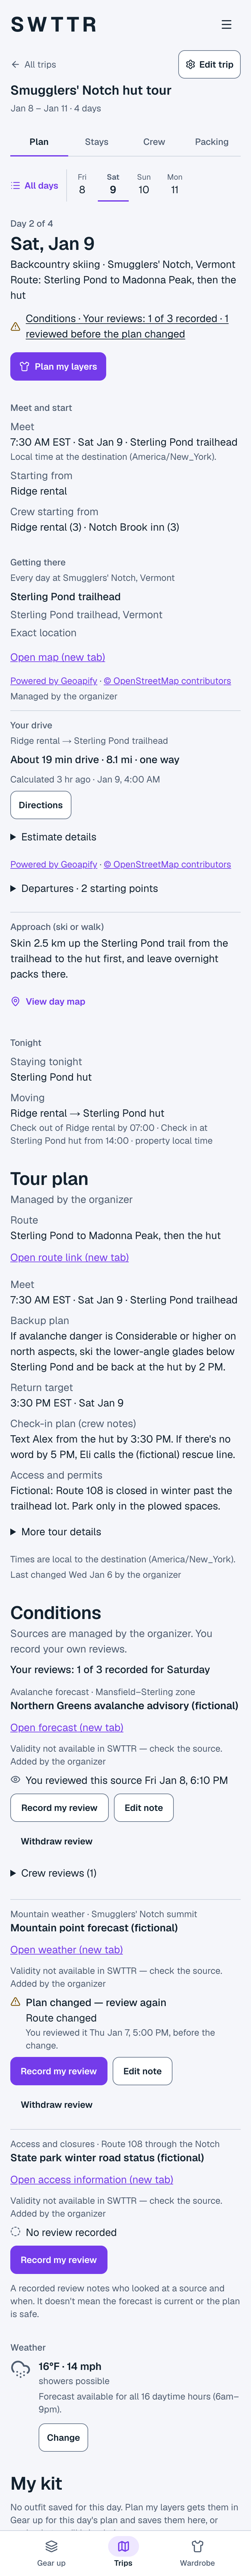 SWTTR
All trips
Edit trip
Smugglers' Notch hut tour
Jan 8 – Jan 11 · 4 days
Plan
Stays
Crew
Packing
All days
Fri
8
Sat
9
Sun
10
Mon
11
Day 2 of 4
Sat, Jan 9
Backcountry skiing · Smugglers' Notch, Vermont
Route: Sterling Pond to Madonna Peak, then the
hut
Conditions · Your reviews: 1 of 3 recorded · 1
reviewed before the plan changed
Plan my layers
Meet and start
Meet
7:30 AM EST · Sat Jan 9 · Sterling Pond trailhead
Local time at the destination (America/New_York).
Starting from
Ridge rental
Crew starting from
Ridge rental (3) · Notch Brook inn (3)
Getting there
Every day at Smugglers' Notch, Vermont
Sterling Pond trailhead
Sterling Pond trailhead, Vermont
Exact location
Open map (new tab)
Powered by Geoapify · © OpenStreetMap contributors
Managed by the organizer
Your drive
Ridge rental → Sterling Pond trailhead
About 19 min drive · 8.1 mi · one way
Calculated 3 hr ago · Jan 9, 4:00 AM
Directions
Estimate details
Powered by Geoapify · © OpenStreetMap contributors
Departures · 2 starting points
Approach (ski or walk)
Skin 2.5 km up the Sterling Pond trail from the
trailhead to the hut first, and leave overnight
packs there.
View day map
Tonight
Staying tonight
Sterling Pond hut
Moving
Ridge rental → Sterling Pond hut
Check out of Ridge rental by 07:00 · Check in at
Sterling Pond hut from 14:00 · property local time
Tour plan
Managed by the organizer
Route
Sterling Pond to Madonna Peak, then the hut
Open route link (new tab)
Meet
7:30 AM EST · Sat Jan 9 · Sterling Pond trailhead
Backup plan
If avalanche danger is Considerable or higher on
north aspects, ski the lower-angle glades below
Sterling Pond and be back at the hut by 2 PM.
Return target
3:30 PM EST · Sat Jan 9
Check-in plan (crew notes)
Text Alex from the hut by 3:30 PM. If there's no
word by 5 PM, Eli calls the (fictional) rescue line.
Access and permits
Fictional: Route 108 is closed in winter past the
trailhead lot. Park only in the plowed spaces.
More tour details
Times are local to the destination (America/New_York).
Last changed Wed Jan 6 by the organizer
Conditions
Sources are managed by the organizer. You
record your own reviews.
Your reviews: 1 of 3 recorded for Saturday
Avalanche forecast · Mansfield–Sterling zone
Northern Greens avalanche advisory (fictional)
Open forecast (new tab)
Validity not available in SWTTR — check the source.
Added by the organizer
You reviewed this source Fri Jan 8, 6:10 PM
Record my review
Edit note
Withdraw review
Crew reviews (1)
Mountain weather · Smugglers' Notch summit
Mountain point forecast (fictional)
Open weather (new tab)
Validity not available in SWTTR — check the source.
Added by the organizer
Plan changed — review again
Route changed
You reviewed it Thu Jan 7, 5:00 PM, before the
change.
Record my review
Edit note
Withdraw review
Access and closures · Route 108 through the Notch
State park winter road status (fictional)
Open access information (new tab)
Validity not available in SWTTR — check the source.
Added by the organizer
No review recorded
Record my review
A recorded review notes who looked at a source and
when. It doesn't mean the forecast is current or the plan
is safe.
Weather
16°F · 14 mph
showers possible
Forecast available for all 16 daytime hours (6am–
9pm).
Change
My kit
No outfit saved for this day. Plan my layers gets them in
Gear up for this day's plan and saves them here, or
Gear up
Trips
Wardrobe